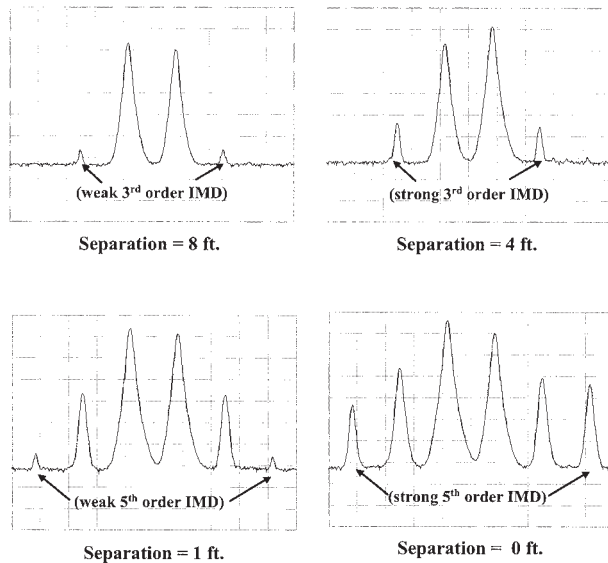 (weak 3rd order IMD)
Separation = 8 ft.
(strong 3rd order IMD)
Separation = 4 ft.
(weak 5th order IMD)
Separation = 1 ft.
(strong 5th order IMD)
Separation = 0 ft.